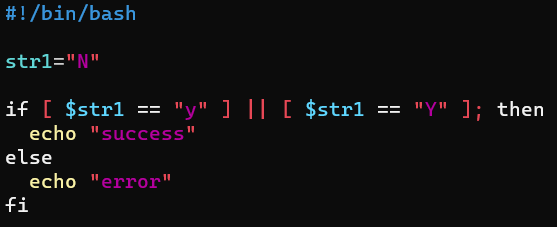 #!/bin/bash

str1="N"

if [ $str1 == "y" ] || [ $str1 == "Y" ]; then
  echo "success"
else
  echo "error"
fi